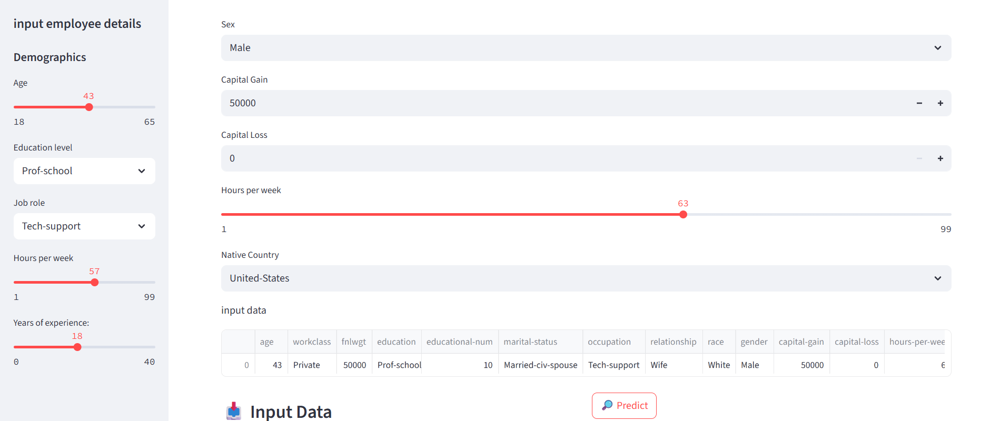 input employee details
Demographics
Age
43
18 65
Education level
Prof-school
Job role
Tech-support
Hours per week
57
1 99
Years of experience:
18
0 40
Sex
Male
Capital Gain
50000
Capital Loss
0
Hours per week
63
1 99
Native Country
United-States
input data
age workclass fnlwgt education educational-num marital-status occupation relationship race gender capital-gain capital-loss hours-per-wee
0 43 Private 50000 Prof-school 10 Married-civ-spouse Tech-support Wife White Male 50000 0 6
Input Data
Predict